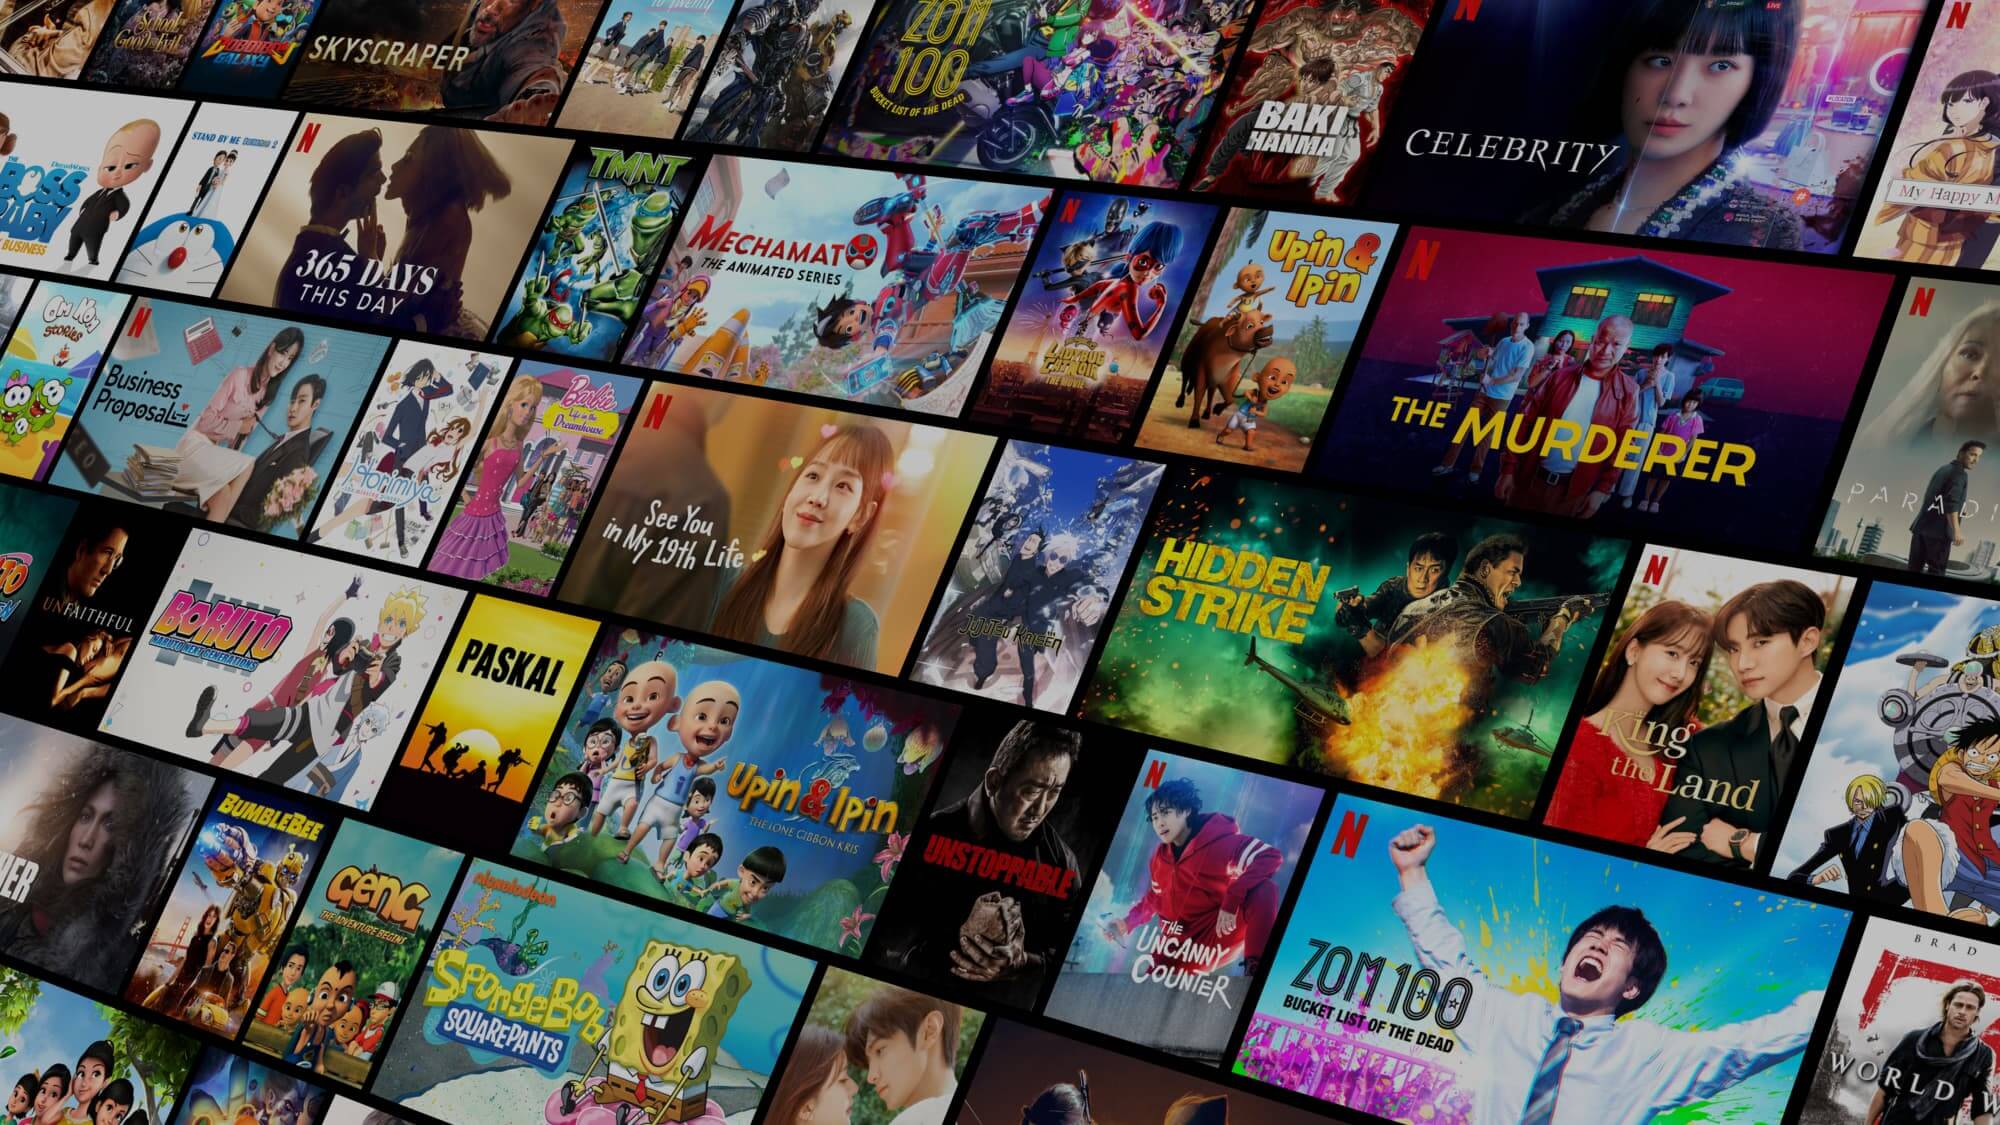 School
Good & Evil
BOBOIBOY
GALAXY
SKYSCRAPER
to Twenty
ZOM
100
BUCKET LIST OF THE DEAD
BAKI
HANMA
N
CELEBRITY
LIVE
N
My Happy M
THE
DREAMWORKS
BOSS
BABY
BUSINESS
STAND BY ME DORAEMON 2
N
365 DAYS
THIS DAY
TMNT
MECHAMATO
THE ANIMATED SERIES
N
LADYBUG
CAT NOIR
THE MOVIE
Upin &
Ipin
N
THE MURDERER
N
PARADI
Om Nom
Stories
N
Business
Proposal
CEO
Horimiya
Barbie
Life in the
Dreamhouse
N
See You
in My 19th Life
JUJUTSU KAISEN
HIDDEN
STRIKE
N
King
the Land
UNFAITHFUL
BORUTO
NARUTO NEXT GENERATIONS
PASKAL
Upin & Ipin
THE LONE GIBBON KRIS
UNSTOPPABLE
N
THE
UNCANNY
COUNTER
N
ZOM 100
BUCKET LIST OF THE DEAD
BRAD
WORLD W
HER
BUMBLEBEE
GENG
THE ADVENTURE BEGINS
nickelodeon
SPONGEBOB
SQUAREPANTS